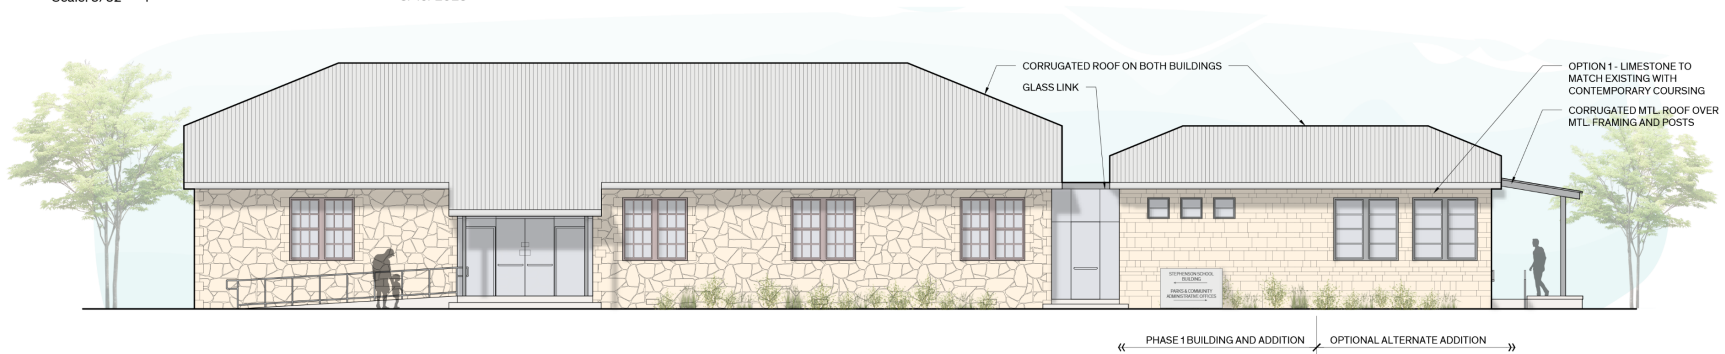 CORRUGATED ROOF ON BOTH BUILDINGS
GLASS LINK
OPTION 1 - LIMESTONE TO
MATCH EXISTING WITH
CONTEMPORARY COURSING
CORRUGATED MTL. ROOF OVER
MTL. FRAMING AND POSTS
STEPHENSON SCHOOL
BUILDING
PARKS & COMMUNITY
ADMINISTRATIVE OFFICES
PHASE 1 BUILDING AND ADDITION
OPTIONAL ALTERNATE ADDITION